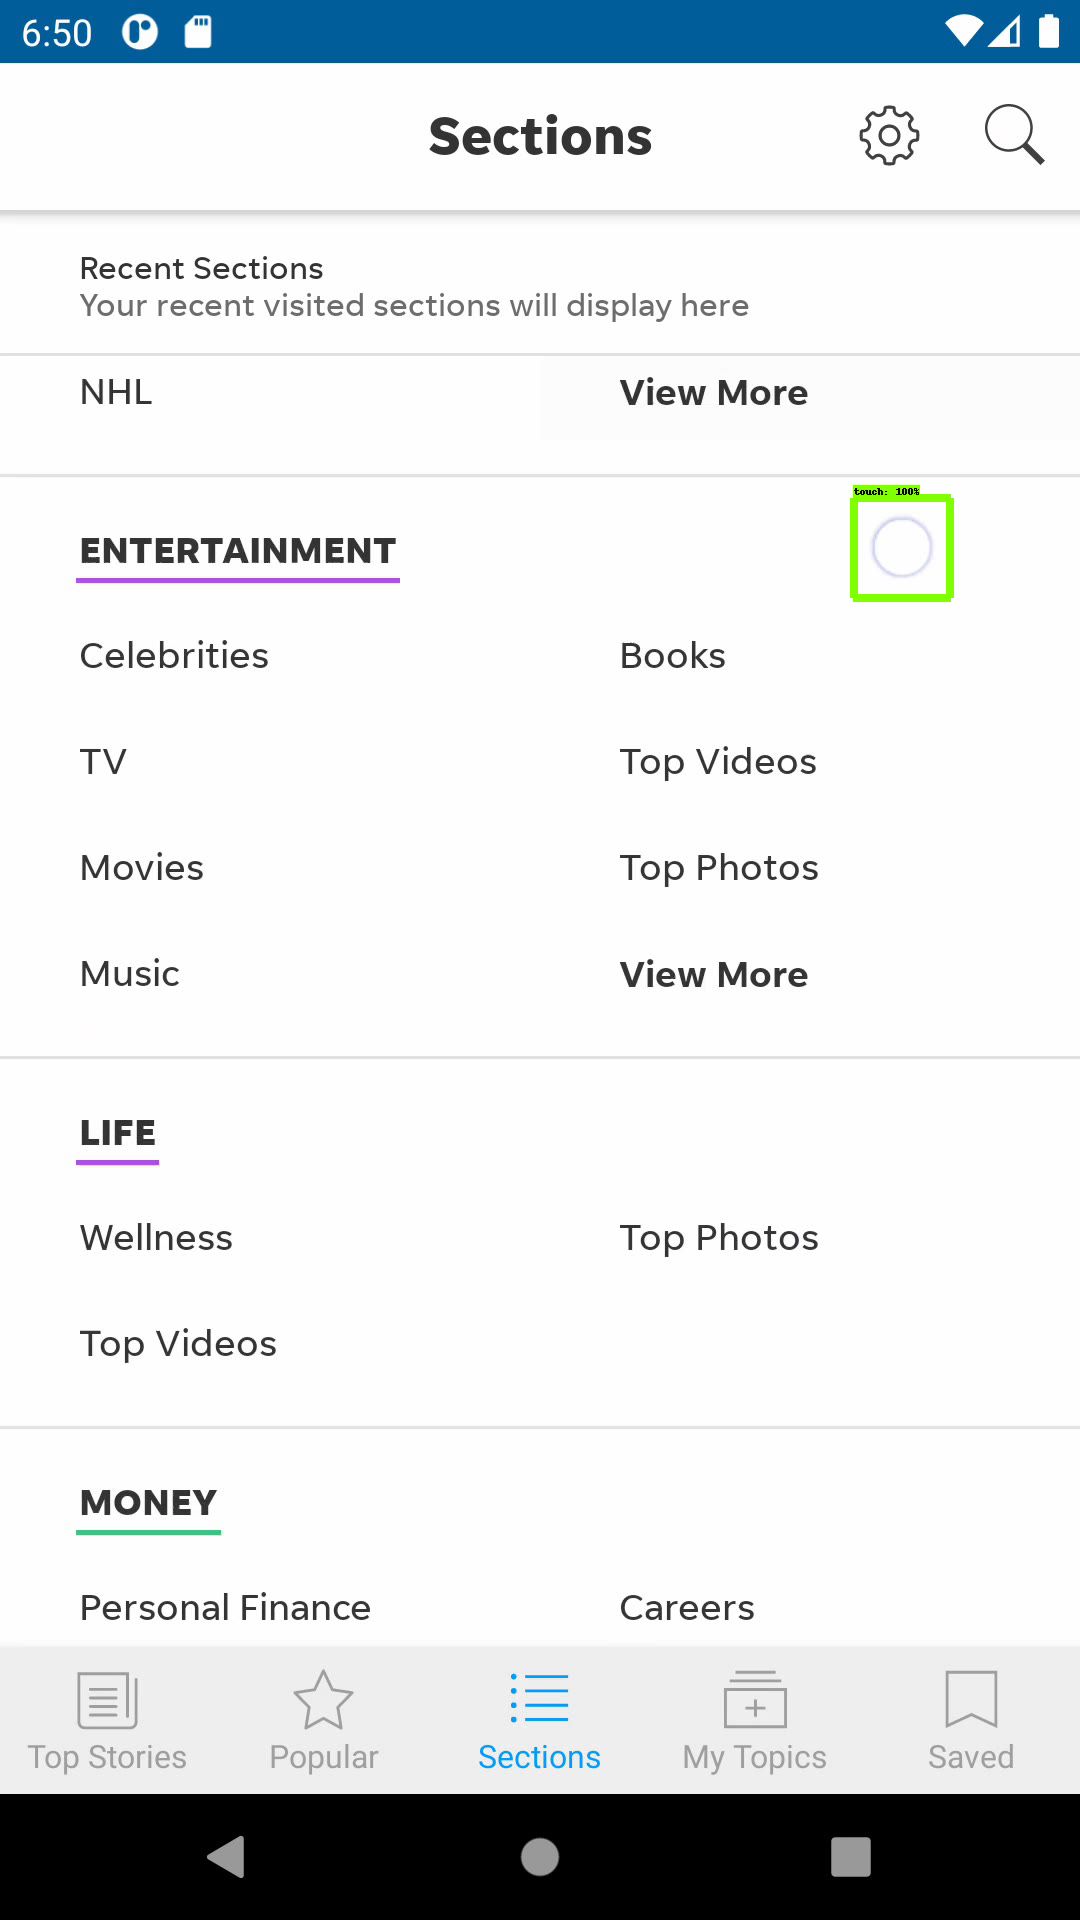 6:50
Sections
Recent Sections
Your recent visited sections will display here
NHL
View More
touch: 100%
ENTERTAINMENT
Celebrities
Books
TV
Top Videos
Movies
Top Photos
Music
View More
LIFE
Wellness
Top Photos
Top Videos
MONEY
Personal Finance
Careers
Top Stories
Popular
Sections
My Topics
Saved